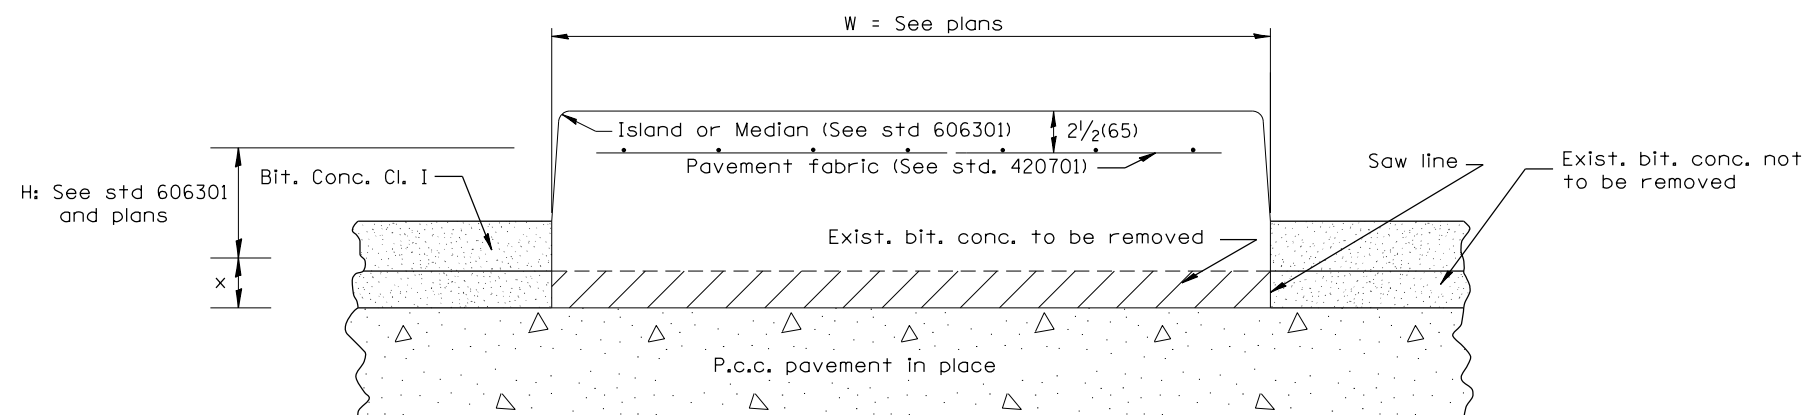 W = See plans
Island or Median (See std 606301)
2½(65)
Pavement fabric (See std. 420701)
Saw line
Exist. bit. conc. not
to be removed
Bit. Conc. Cl. I
H: See std 606301
and plans
Exist. bit. conc. to be removed
x
P.c.c. pavement in place